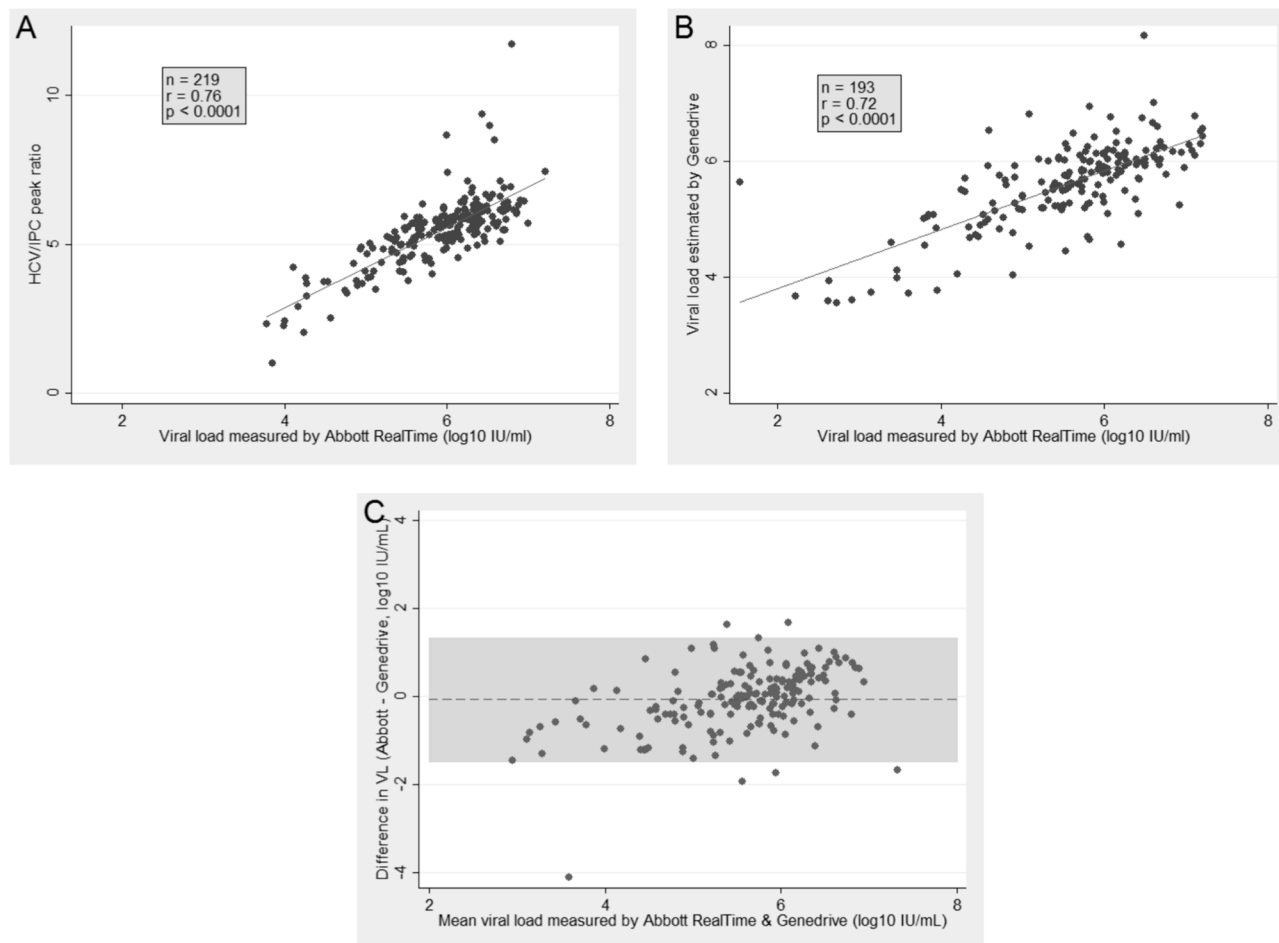 A
n = 219
r = 0.76
p < 0.0001
HCV/IPC peak ratio
10
5
0
2 4 6 8
Viral load measured by Abbott RealTime (log10 IU/ml)
B
n = 193
r = 0.72
p < 0.0001
Viral load estimated by Genedrive
8
6
4
2
2 4 6 8
Viral load measured by Abbott RealTime (log10 IU/ml)
C
Difference in VL (Abbott - Genedrive, log10 IU/mL)
4
2
0
-2
-4
2 4 6 8
Mean viral load measured by Abbott RealTime & Genedrive (log10 IU/mL)